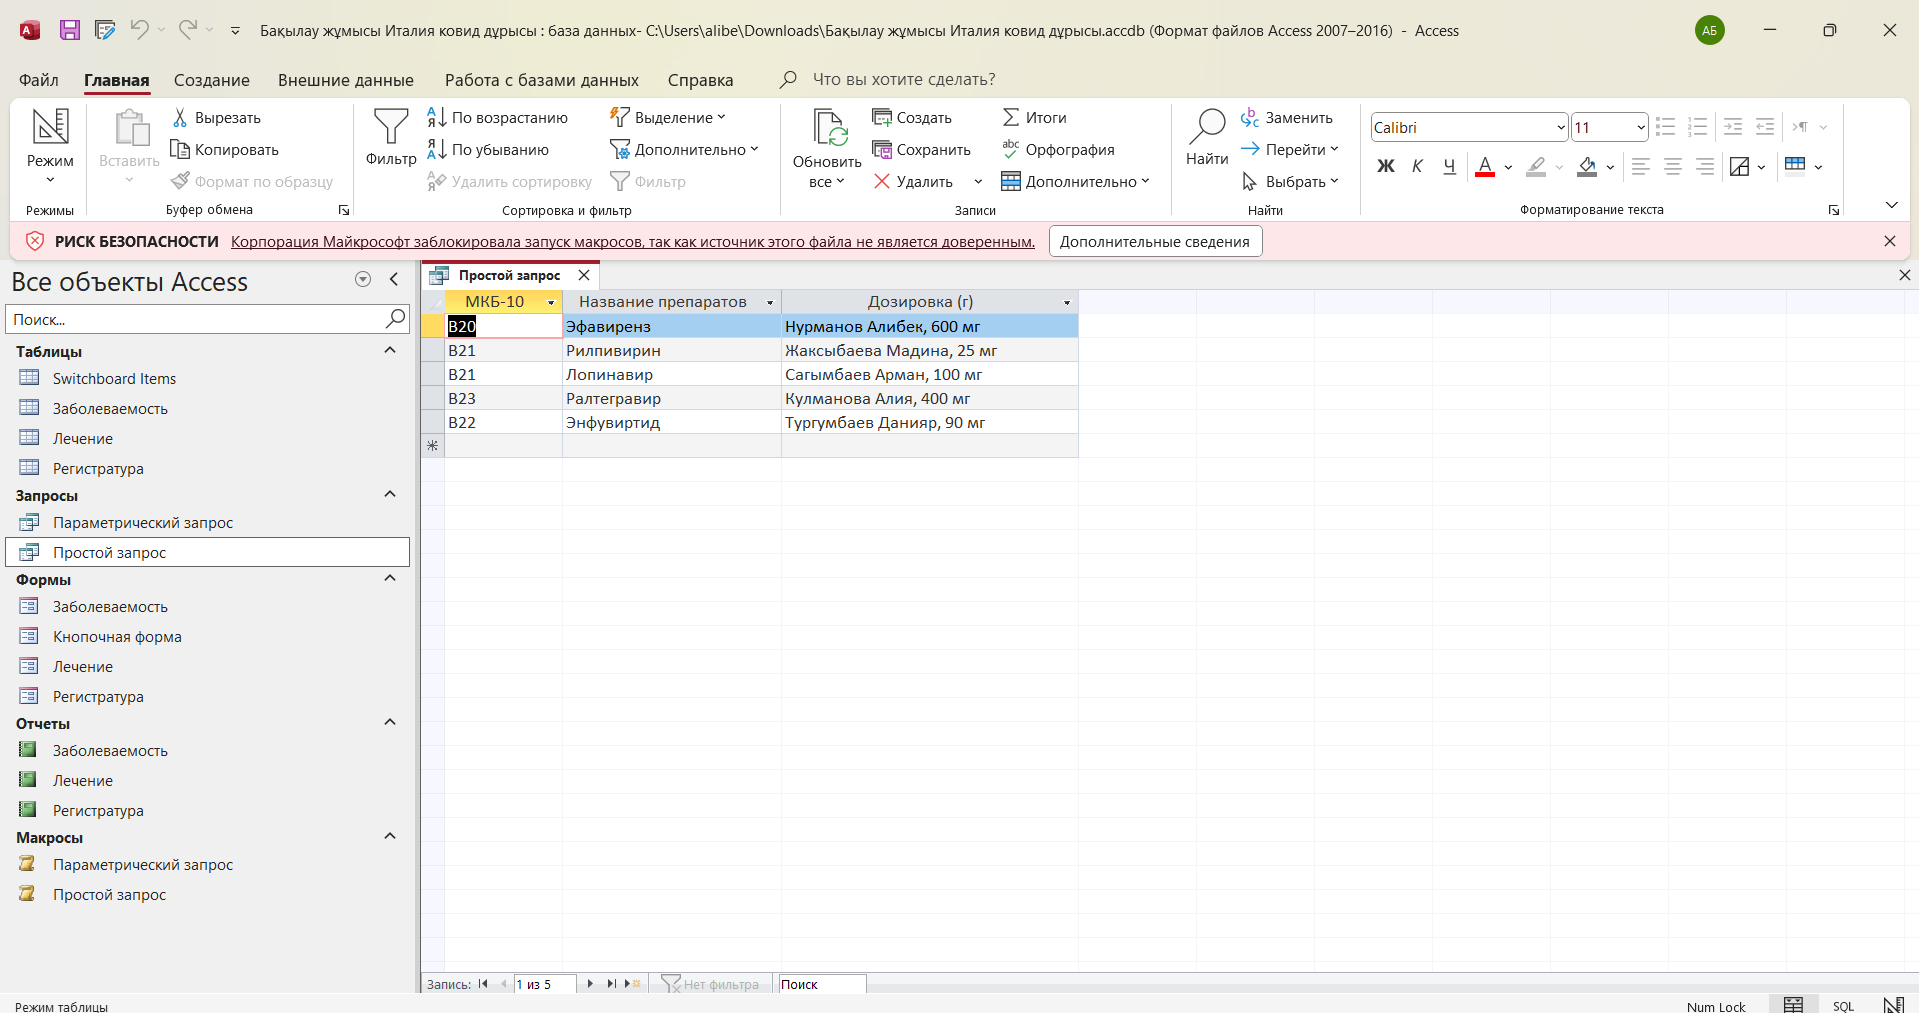 Бақылау жұмысы Италия ковид дұрысы : база данных- C:\Users\alibe\Downloads\Бақылау жұмысы Италия ковид дұрысы.accdb (Формат файлов Access 2007–2016) - Access
АБ
Файл Главная Создание Внешние данные Работа с базами данных Справка Что вы хотите сделать?
Режим
Режимы
Вставить
Вырезать
Копировать
Формат по образцу
Буфер обмена
Фильтр
По возрастанию
По убыванию
Удалить сортировку
Выделение
Дополнительно
Фильтр
Сортировка и фильтр
Обновить
все
Создать
Сохранить
Удалить
Итоги
Орфография
Дополнительно
Записи
Найти
Заменить
Перейти
Выбрать
Найти
Calibri 11
Ж К Ч
Форматирование текста
РИСК БЕЗОПАСНОСТИ Корпорация Майкрософт заблокировала запуск макросов, так как источник этого файла не является доверенным. Дополнительные сведения
Все объекты Access
Поиск...
Таблицы
Switchboard Items
Заболеваемость
Лечение
Регистратура
Запросы
Параметрический запрос
Простой запрос
Формы
Заболеваемость
Кнопочная форма
Лечение
Регистратура
Отчеты
Заболеваемость
Лечение
Регистратура
Макросы
Параметрический запрос
Простой запрос
Простой запрос
МКБ-10 Название препаратов Дозировка (г)
B20 Эфавиренз Нурманов Алибек, 600 мг
B21 Рилпивирин Жаксыбаева Мадина, 25 мг
B21 Лопинавир Сагымбаев Арман, 100 мг
B23 Ралтегравир Кулманова Алия, 400 мг
B22 Энфувиртид Тургумбаев Данияр, 90 мг
Запись: 1 из 5 Нет фильтра Поиск
Режим таблицы Num Lock SQL